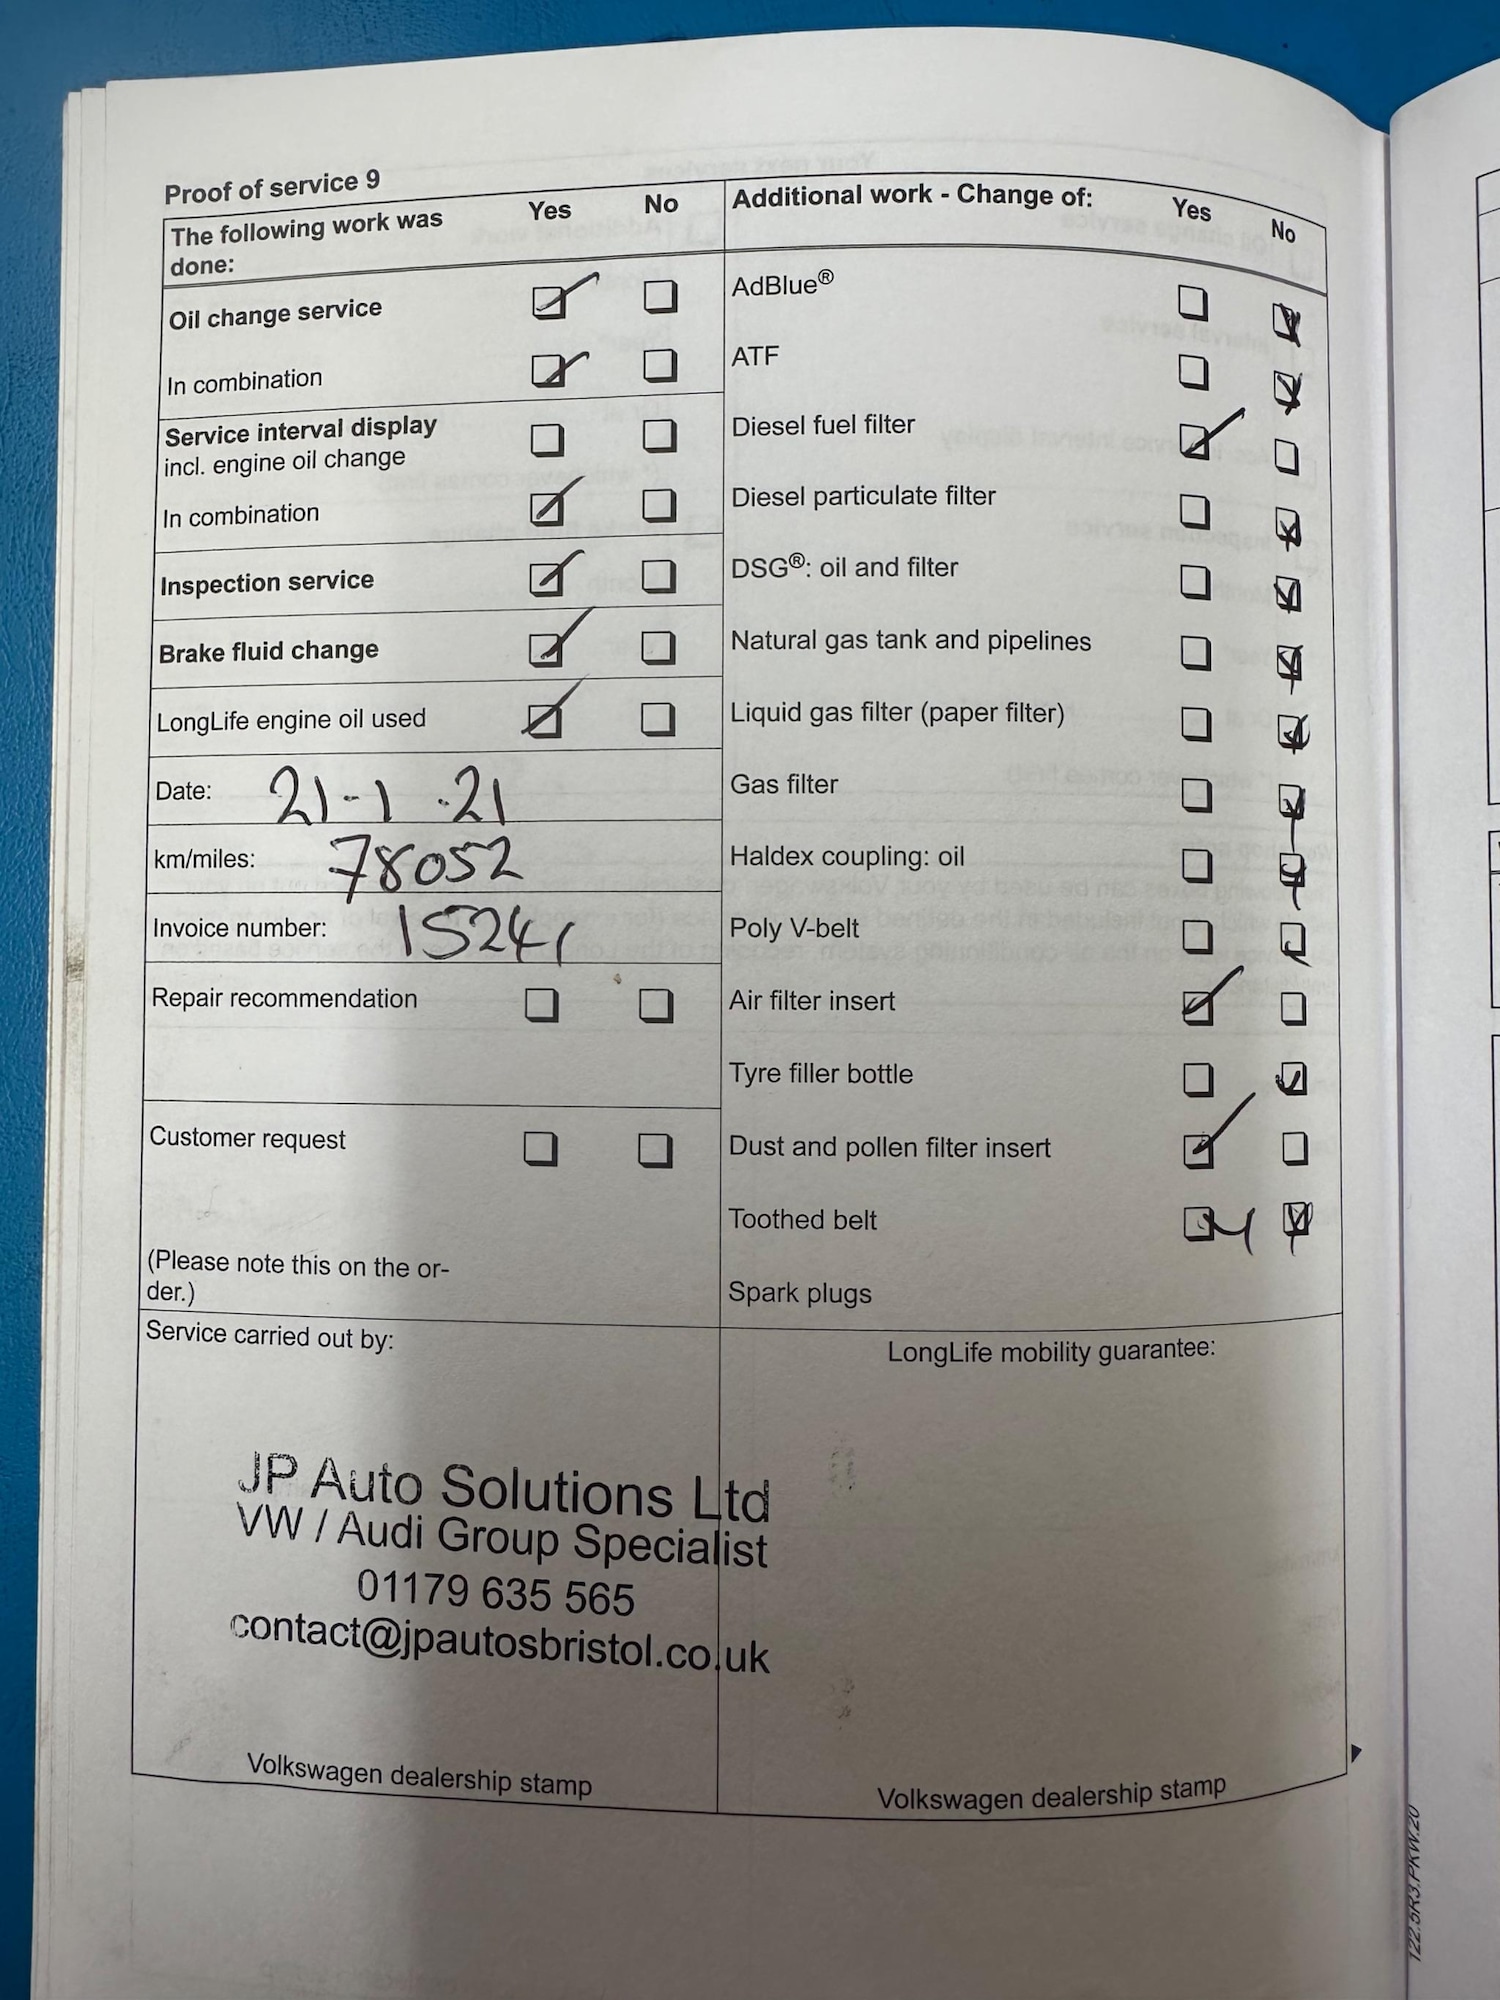 Proof of service 9
The following work was done: Yes No
Oil change service
In combination
Service interval display
incl. engine oil change
In combination
Inspection service
Brake fluid change
LongLife engine oil used
Date: 21-1-21
km/miles: 78052
Invoice number: 15241
Repair recommendation
Customer request
(Please note this on the or-
der.)
Additional work - Change of: Yes No
AdBlue®
ATF
Diesel fuel filter
Diesel particulate filter
DSG®: oil and filter
Natural gas tank and pipelines
Liquid gas filter (paper filter)
Gas filter
Haldex coupling: oil
Poly V-belt
Air filter insert
Tyre filler bottle
Dust and pollen filter insert
Toothed belt
Spark plugs
Service carried out by:
JP Auto Solutions Ltd
VW / Audi Group Specialist
01179 635 565
contact@jpautosbristol.co.uk
Volkswagen dealership stamp
LongLife mobility guarantee:
Volkswagen dealership stamp
122.5R3.PKW.20